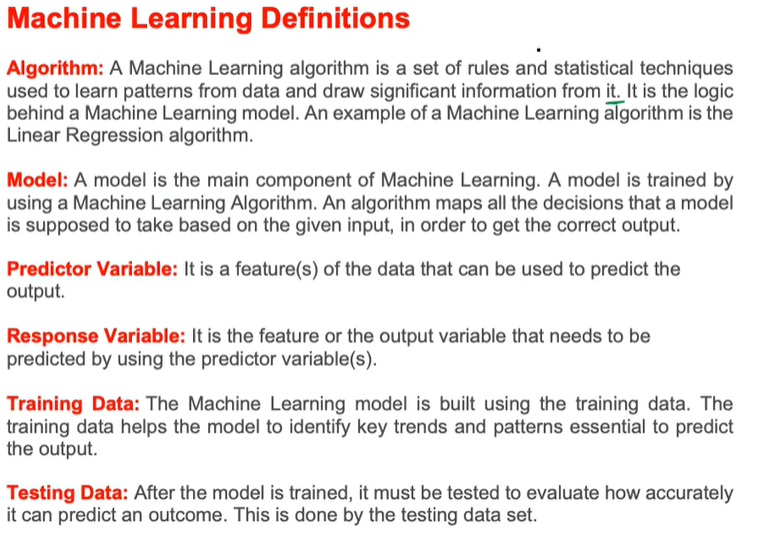 Machine Learning Definitions
Algorithm: A Machine Learning algorithm is a set of rules and statistical techniques
used to learn patterns from data and draw significant information from it. It is the logic
behind a Machine Learning model. An example of a Machine Learning algorithm is the
Linear Regression algorithm.
Model: A model is the main component of Machine Learning. A model is trained by
using a Machine Learning Algorithm. An algorithm maps all the decisions that a model
is supposed to take based on the given input, in order to get the correct output.
Predictor Variable: It is a feature(s) of the data that can be used to predict the
output.
Response Variable: It is the feature or the output variable that needs to be
predicted by using the predictor variable(s).
Training Data: The Machine Learning model is built using the training data. The
training data helps the model to identify key trends and patterns essential to predict
the output.
Testing Data: After the model is trained, it must be tested to evaluate how accurately
it can predict an outcome. This is done by the testing data set.